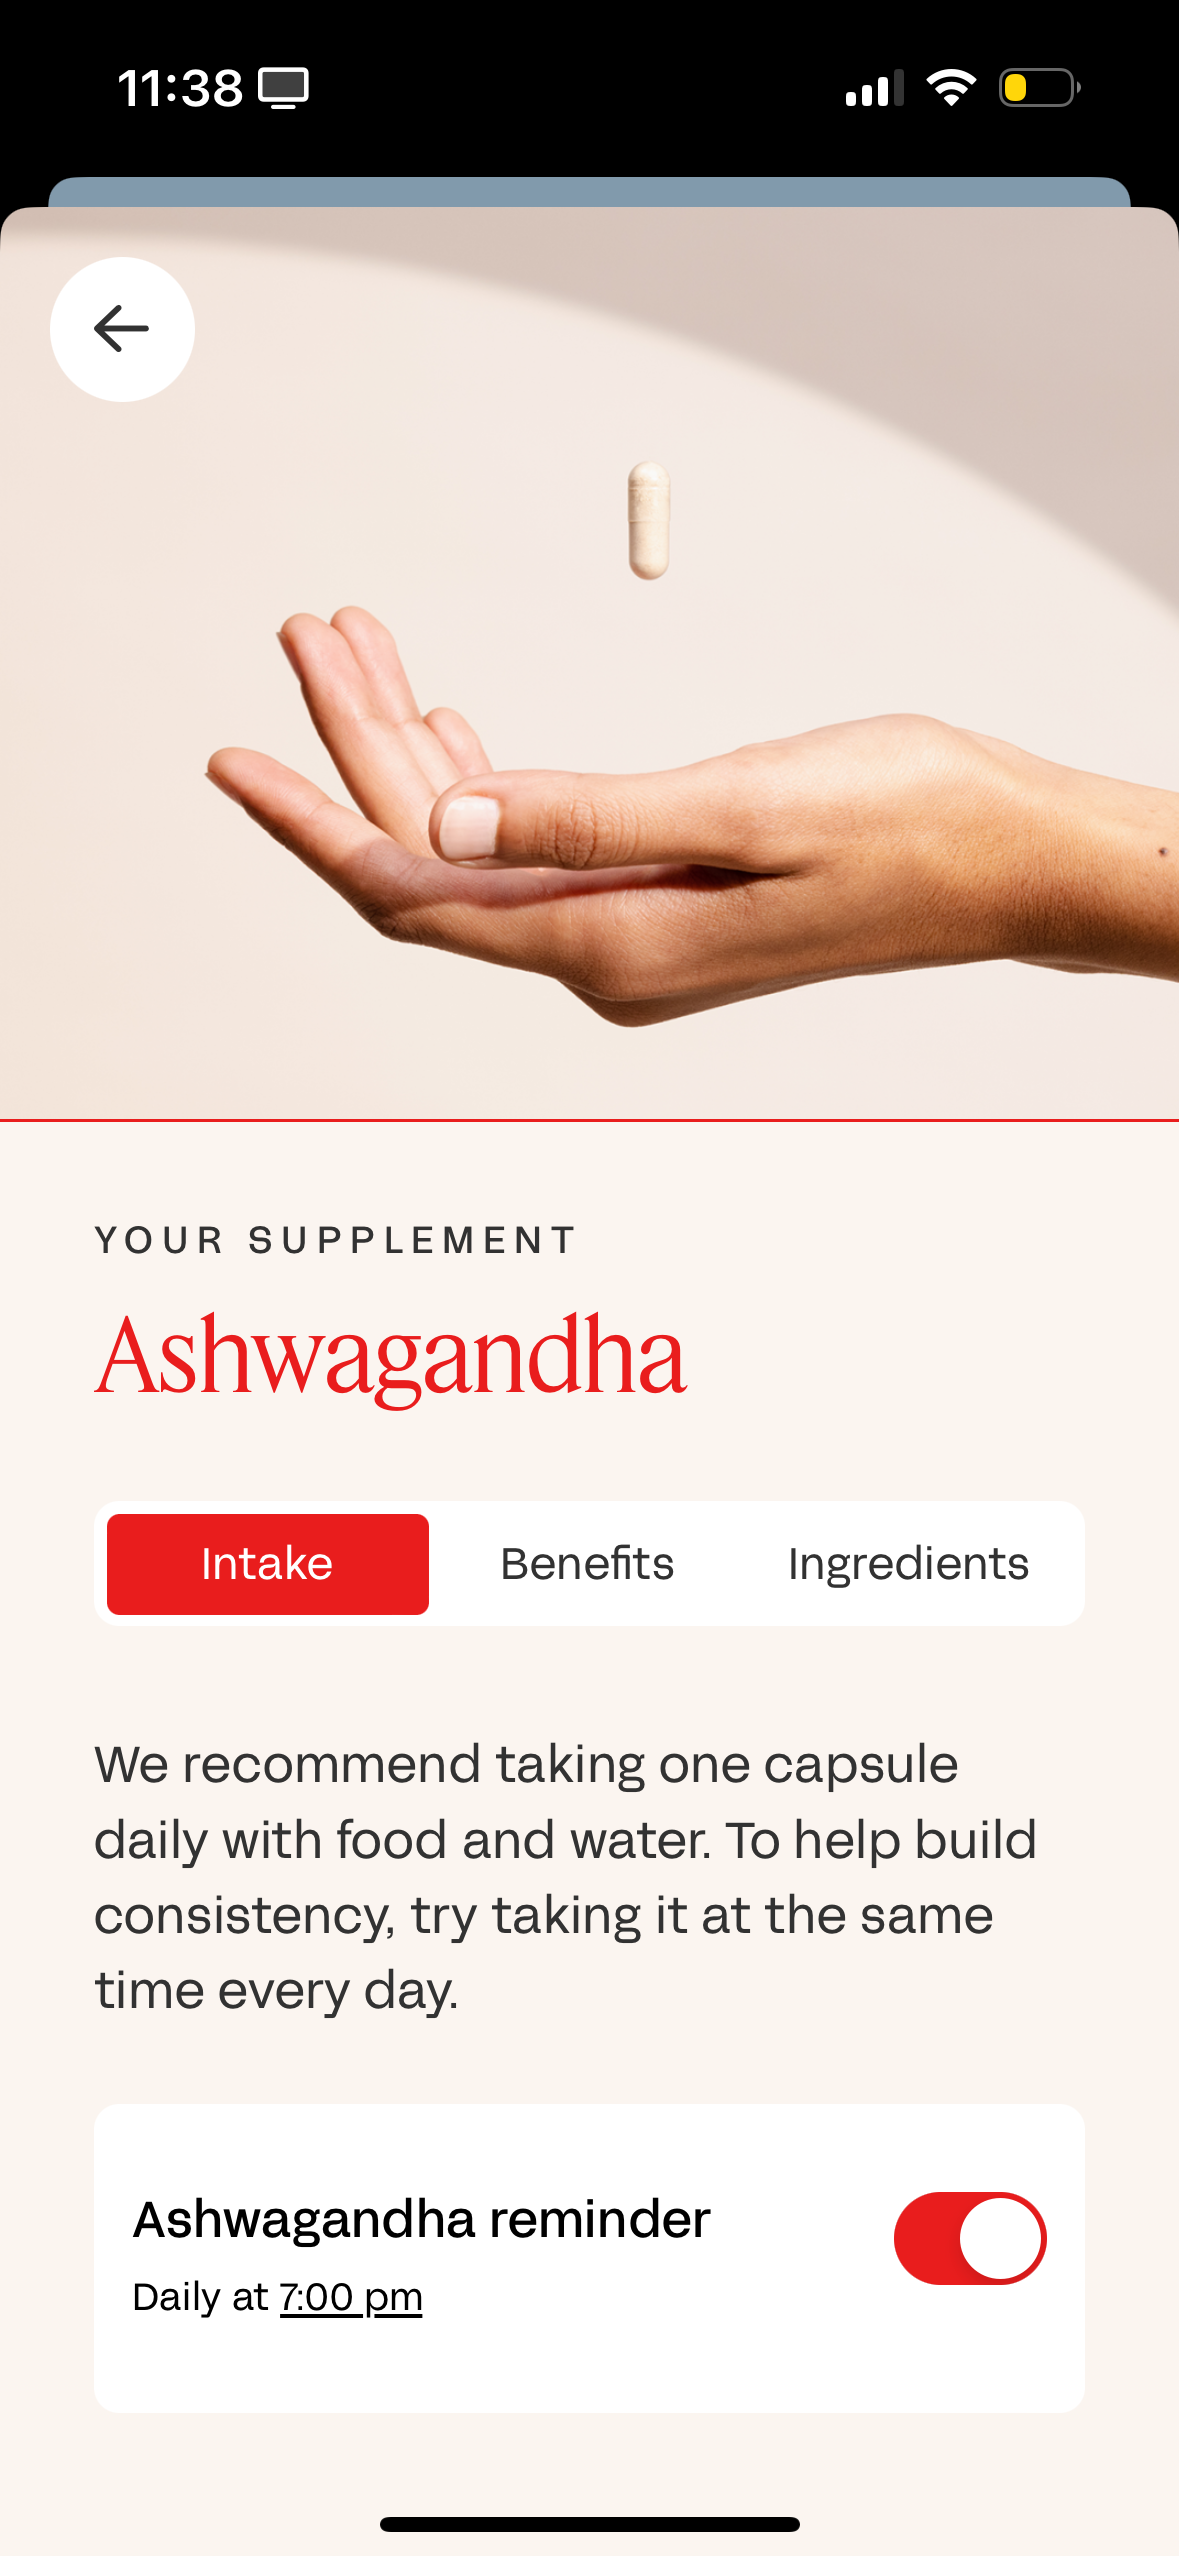 11:38
YOUR SUPPLEMENT
Ashwagandha
Intake
Benefits
Ingredients
We recommend taking one capsule
daily with food and water. To help build
consistency, try taking it at the same
time every day.
Ashwagandha reminder
Daily at 7:00 pm